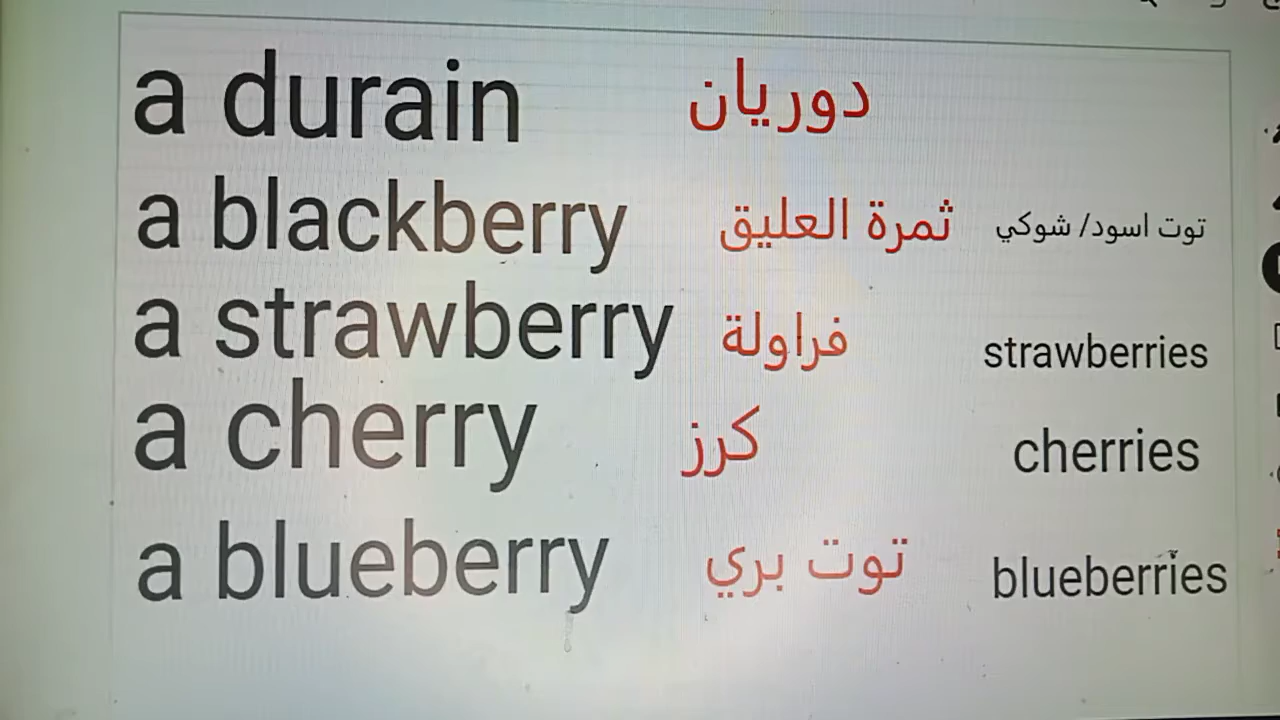 a durain دوريان
a blackberry ثمرة العليق توت اسود/ شوكي
a strawberry فراولة strawberries
a cherry كرز cherries
a blueberry توت بري blueberries